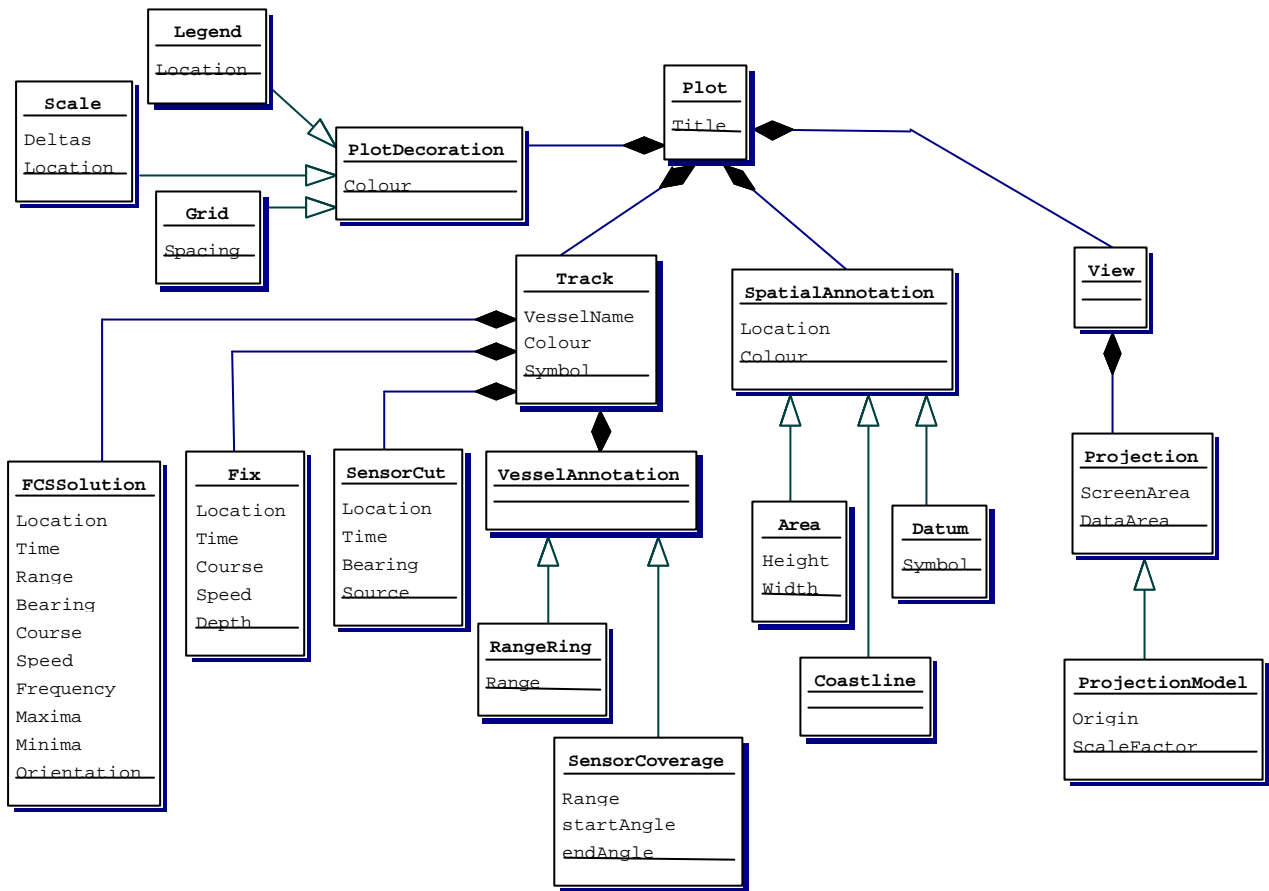 Legend
Location
Scale
Deltas
Location
Grid
Spacing
PlotDecoration
Colour
Plot
Title
Track
VesselName
Colour
Symbol
SpatialAnnotation
Location
Colour
View
FCSSolution
Location
Time
Range
Bearing
Course
Speed
Frequency
Maxima
Minima
Orientation
Fix
Location
Time
Course
Speed
Depth
SensorCut
Location
Time
Bearing
Source
VesselAnnotation
RangeRing
Range
SensorCoverage
Range
startAngle
endAngle
Area
Height
Width
Coastline
Datum
Symbol
Projection
ScreenArea
DataArea
ProjectionModel
Origin
ScaleFactor